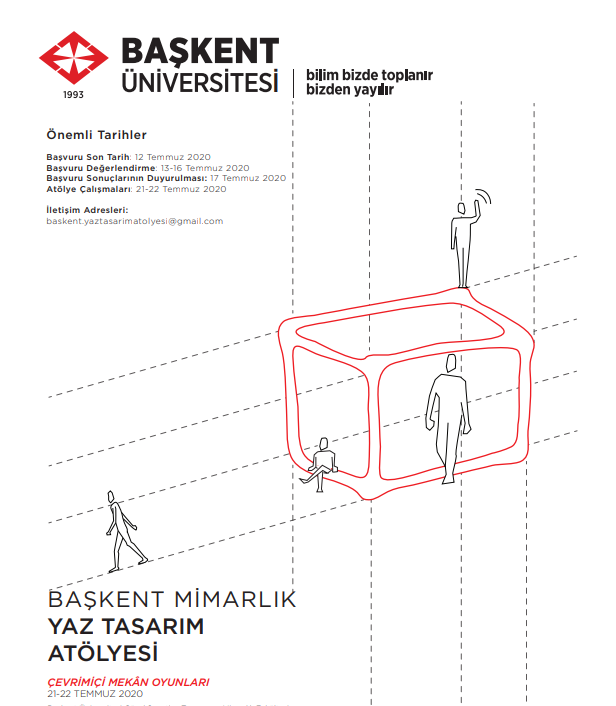 BAŞKENT
ÜNİVERSİTESİ
1993
bilim bizde toplanır
bizden yayılır
Önemli Tarihler
Başvuru Son Tarih: 12 Temmuz 2020
Başvuru Değerlendirme: 13-16 Temmuz 2020
Başvuru Sonuçlarının Duyurulması: 17 Temmuz 2020
Atölye Çalışmaları: 21-22 Temmuz 2020
İletişim Adresleri:
baskent.yaztasarimatolyesi@gmail.com
BAŞKENT MİMARLIK
YAZ TASARIM
ATÖLYESİ
ÇEVRİMİÇİ MEKÂN OYUNLARI
21-22 TEMMUZ 2020